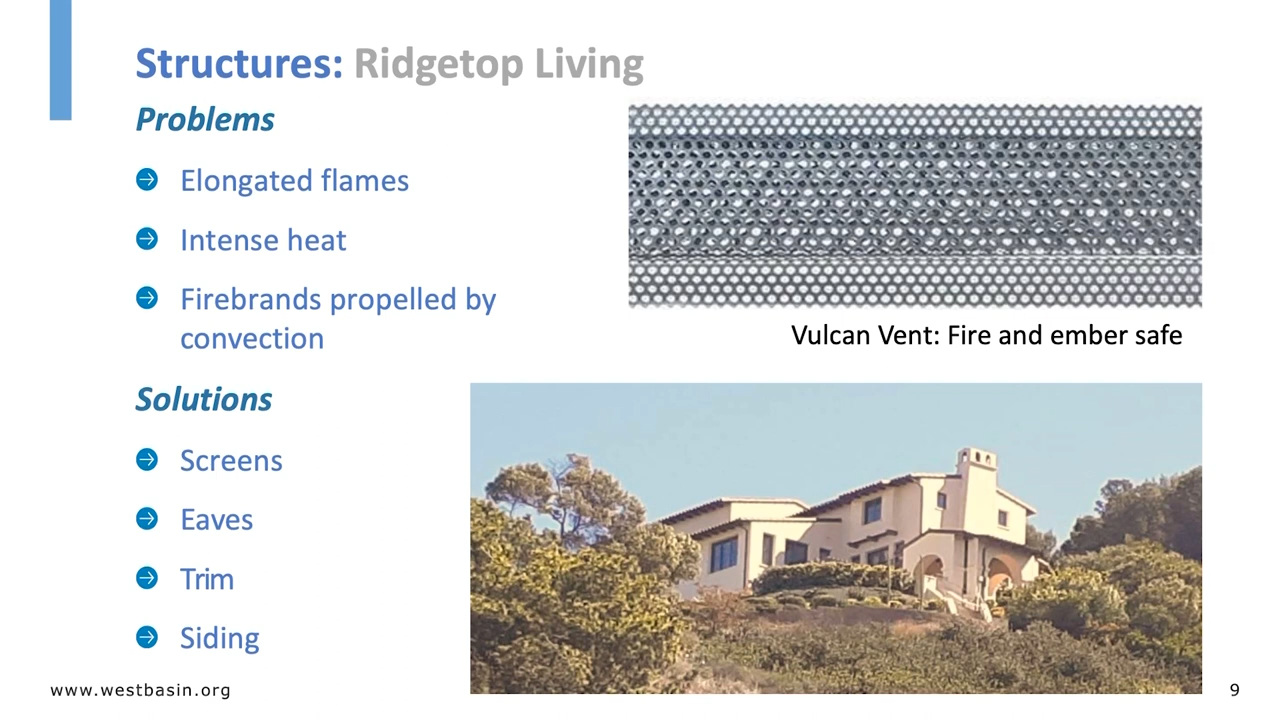 Structures: Ridgetop Living
Problems
Elongated flames
Intense heat
Firebrands propelled by
convection
Vulcan Vent: Fire and ember safe
Solutions
Screens
Eaves
Trim
Siding
www.westbasin.org
9